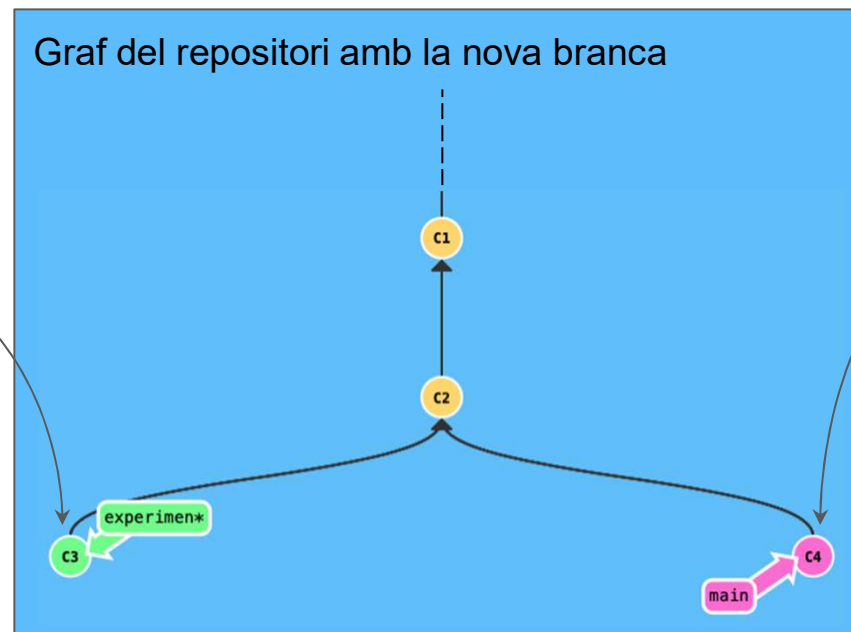 Graf del repositori amb la nova branca
C1
C2
experimen*
C3
C4
main